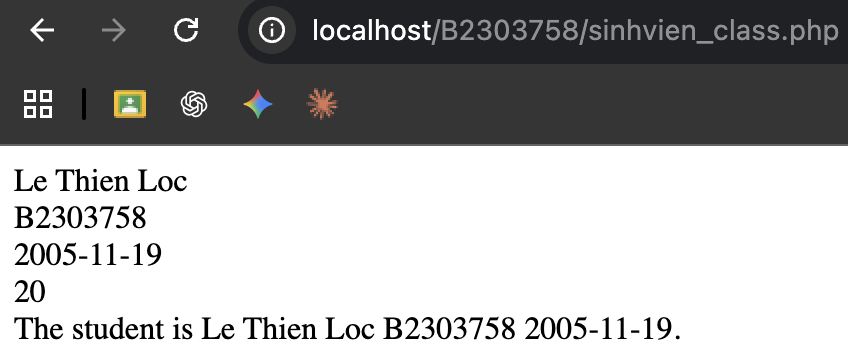 localhost/B2303758/sinhvien_class.php
Le Thien Loc
B2303758
2005-11-19
20
The student is Le Thien Loc B2303758 2005-11-19.